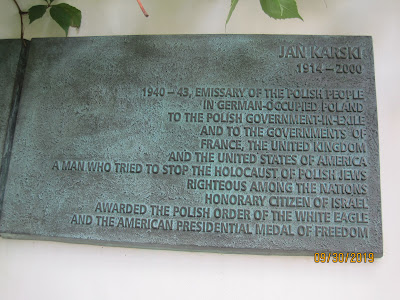 JAN KARSKI
1914 – 2000
1940 – 43, EMISSARY OF THE POLISH PEOPLE
IN GERMAN-OCCUPIED POLAND
TO THE POLISH GOVERNMENT-IN-EXILE
AND TO THE GOVERNMENTS OF
FRANCE, THE UNITED KINGDOM
AND THE UNITED STATES OF AMERICA
A MAN WHO TRIED TO STOP THE HOLOCAUST OF POLISH JEWS
RIGHTEOUS AMONG THE NATIONS
HONORARY CITIZEN OF ISRAEL
AWARDED THE POLISH ORDER OF THE WHITE EAGLE
AND THE AMERICAN PRESIDENTIAL MEDAL OF FREEDOM
09/30/2019